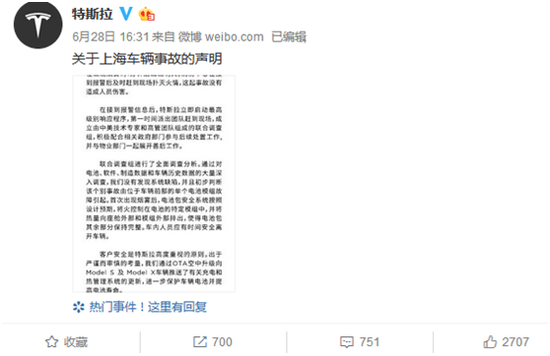 特斯拉
6月28日 16:31 来自 微博 weibo.com 已编辑
关于上海车辆事故的声明
到报警后及时赶到现场扑灭火情，这起事故没有
造成人员伤害。
在接到报警信息后，特斯拉立即启动最高
级别响应程序，第一时间派出团队赶到现场，成
立由中美技术专家和高管团队组成的联合调查
组，积极配合相关政府部门参与后续处置工作，
并与物业部门一起展开善后工作。
联合调查组进行了全面调查分析，通过对
电池、软件、制造数据和车辆历史数据的大量深
入调查，我们没有发现系统缺陷，并且初步判断
该个别事故由位于车辆前部的单个电池模组故
障引起。首次出现烟雾后，电池包安全系统按照
设计预期，将火控制在电池的特定模组中，并将
热量向座舱外部和模组外部排出，使得电池包
其余部分保持完整。车内人员应有时间安全离
开车辆。
客户安全是特斯拉高度重视的原则，出于
严谨而审慎的考量，我们通过OTA空中升级向
Model S 及 Model X车辆推送了有关充电和
热管理系统的更新，进一步保护车辆电池并提
高电池寿命。
热门事件！这里有回复
收藏
700
751
2707